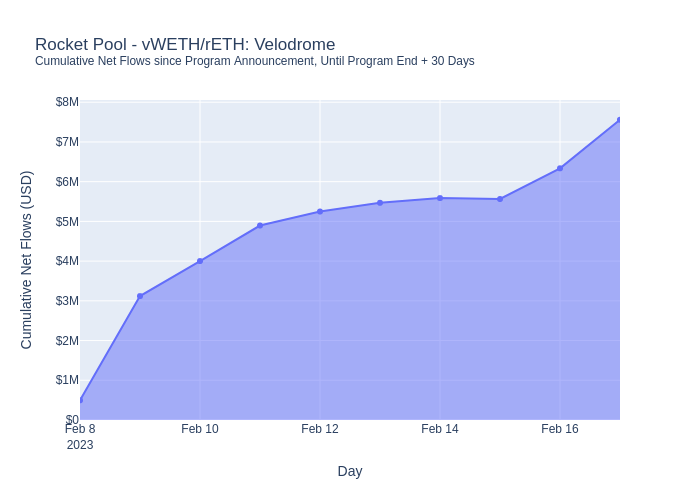 Rocket Pool - vWETH/rETH: Velodrome
Cumulative Net Flows since Program Announcement, Until Program End + 30 Days
Cumulative Net Flows (USD)
$8M
$7M
$6M
$5M
$4M
$3M
$2M
$1M
$0
Feb 8
2023
Feb 10
Feb 12
Feb 14
Feb 16
Day